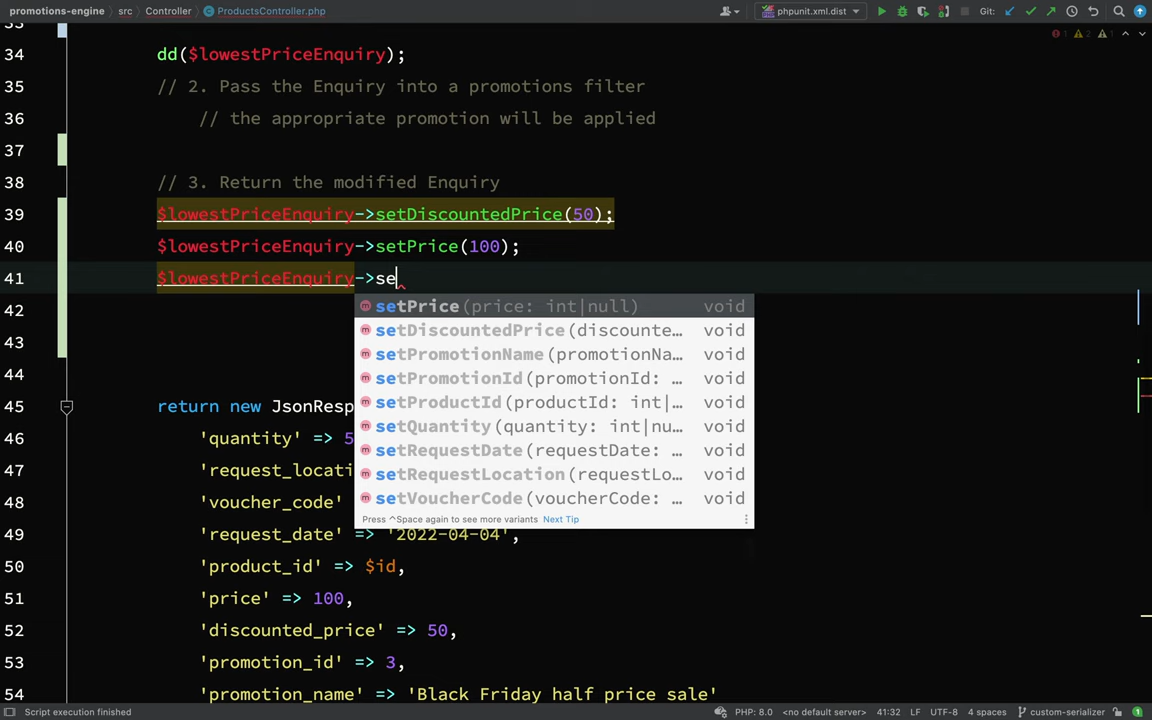 promotions-engine › src › Controller › ProductsController.php
phpunit.xml.dist
Git:
33
34 dd($lowestPriceEnquiry);
1 2 1
35 // 2. Pass the Enquiry into a promotions filter
36 // the appropriate promotion will be applied
37
38 // 3. Return the modified Enquiry
39 $lowestPriceEnquiry->setDiscountedPrice(50);
40 $lowestPriceEnquiry->setPrice(100);
41 $lowestPriceEnquiry->se
42
43
44
45 return new JsonResp
46 'quantity' => 5
47 'request_locati
48 'voucher_code'
49 'request_date' => '2022-04-04',
50 'product_id' => $id,
51 'price' => 100,
52 'discounted_price' => 50,
53 'promotion_id' => 3,
54 'promotion_name' => 'Black Friday half price sale'
m setPrice(price: int|null) void
m setDiscountedPrice(discounte… void
m setPromotionName(promotionNa… void
m setPromotionId(promotionId: … void
m setProductId(productId: int|… void
m setQuantity(quantity: int|nu… void
m setRequestDate(requestDate: … void
m setRequestLocation(requestLo… void
m setVoucherCode(voucherCode: … void
Press ^Space again to see more variants Next Tip
Script execution finished
PHP: 8.0 <no default server> 41:32 LF UTF-8 4 spaces custom-serializer 1